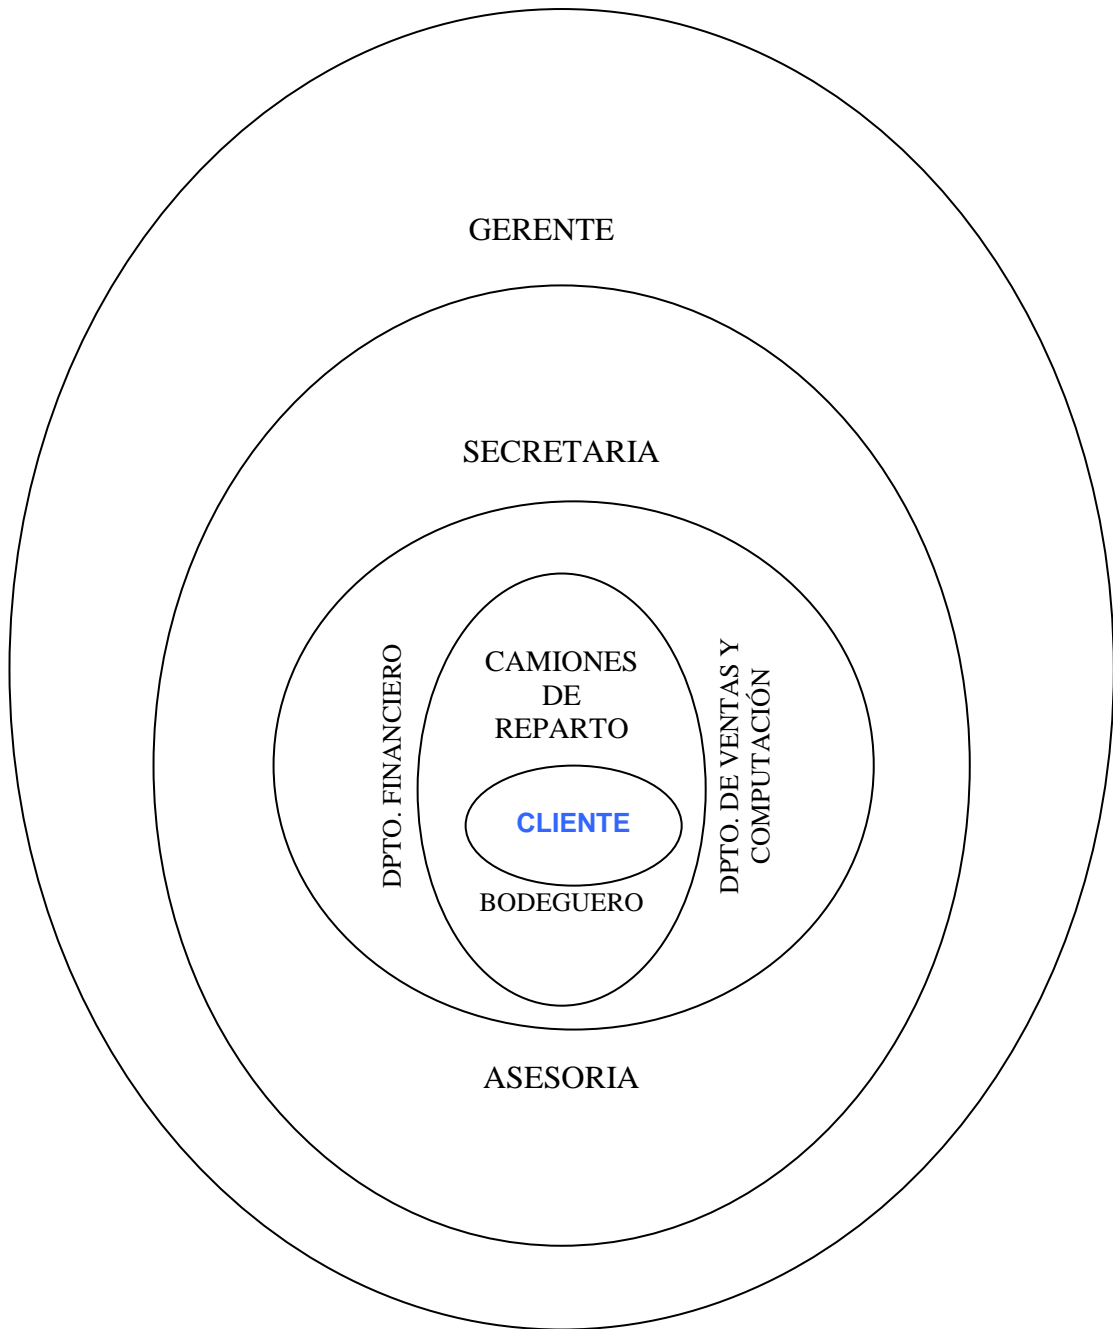 GERENTE
SECRETARIA
DPTO. FINANCIERO
CAMIONES
DE
REPARTO
CLIENTE
BODEGUERO
DPTO. DE VENTAS Y
COMPUTACIÓN
ASESORIA